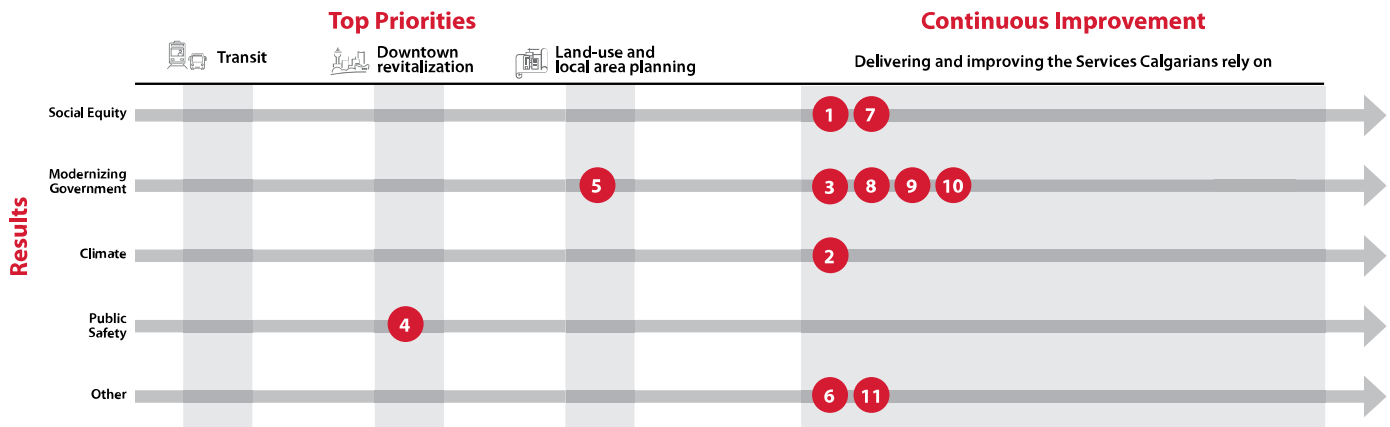 Top Priorities
Continuous Improvement
Transit
Downtown
revitalization
Land-use and
local area planning
Delivering and improving the Services Calgarians rely on
Results
Social Equity
1 7
Modernizing
Government
5 3 8 9 10
Climate
2
Public
Safety
4
Other
6 11